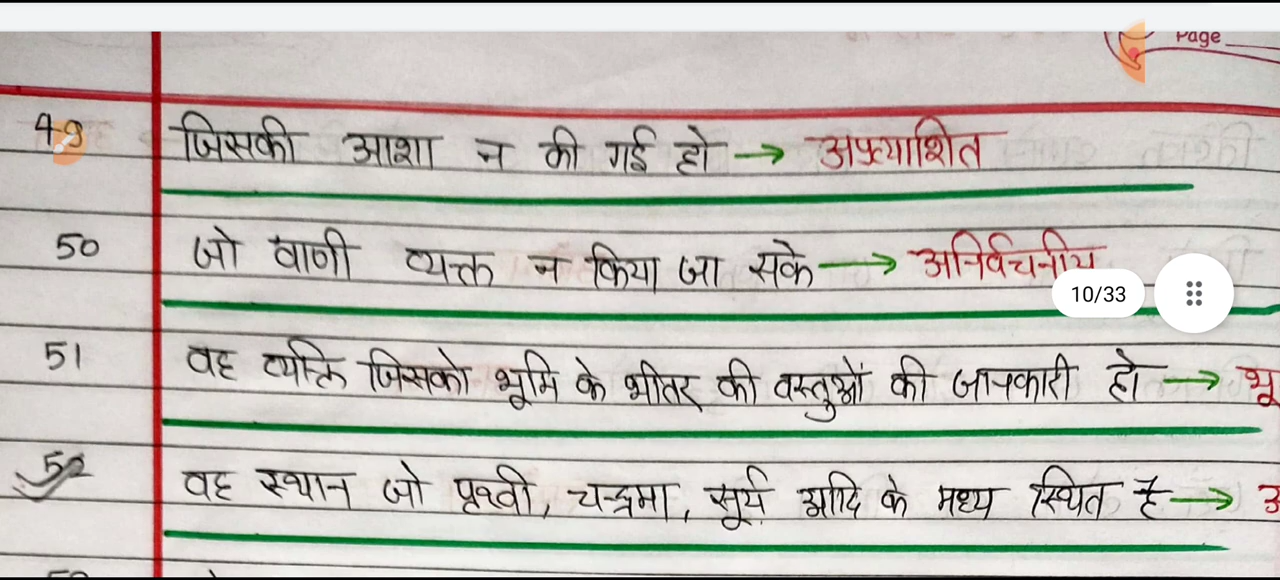 Page
49 जिसकी आशा न की गई हो → अप्रत्याशित
50 जो वाणी व्यक्त न किया जा सके → अनिर्वचनीय
10/33
51 वह व्यक्ति जिसको भूमि के भीतर की वस्तुओं की जानकारी हो → भू
52 वह स्थान जो पृथ्वी, चन्द्रमा, सूर्य आदि के मध्य स्थित है →